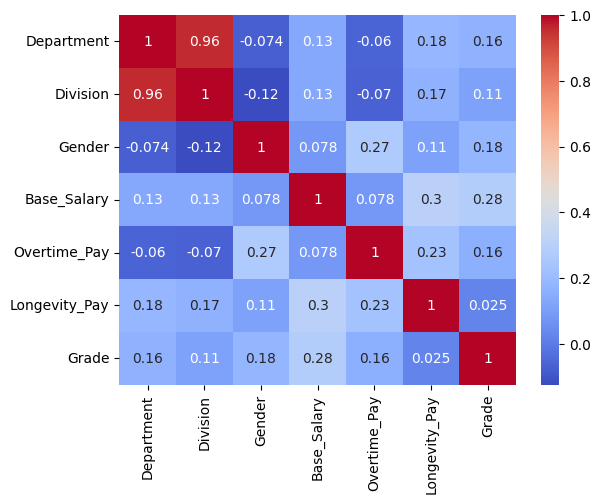 Department 1 0.96 -0.074 0.13 -0.06 0.18 0.16
Division 0.96 1 -0.12 0.13 -0.07 0.17 0.11
Gender -0.074 -0.12 1 0.078 0.27 0.11 0.18
Base_Salary 0.13 0.13 0.078 1 0.078 0.3 0.28
Overtime_Pay -0.06 -0.07 0.27 0.078 1 0.23 0.16
Longevity_Pay 0.18 0.17 0.11 0.3 0.23 1 0.025
Grade 0.16 0.11 0.18 0.28 0.16 0.025 1
Department
Division
Gender
Base_Salary
Overtime_Pay
Longevity_Pay
Grade
1.0
0.8
0.6
0.4
0.2
0.0